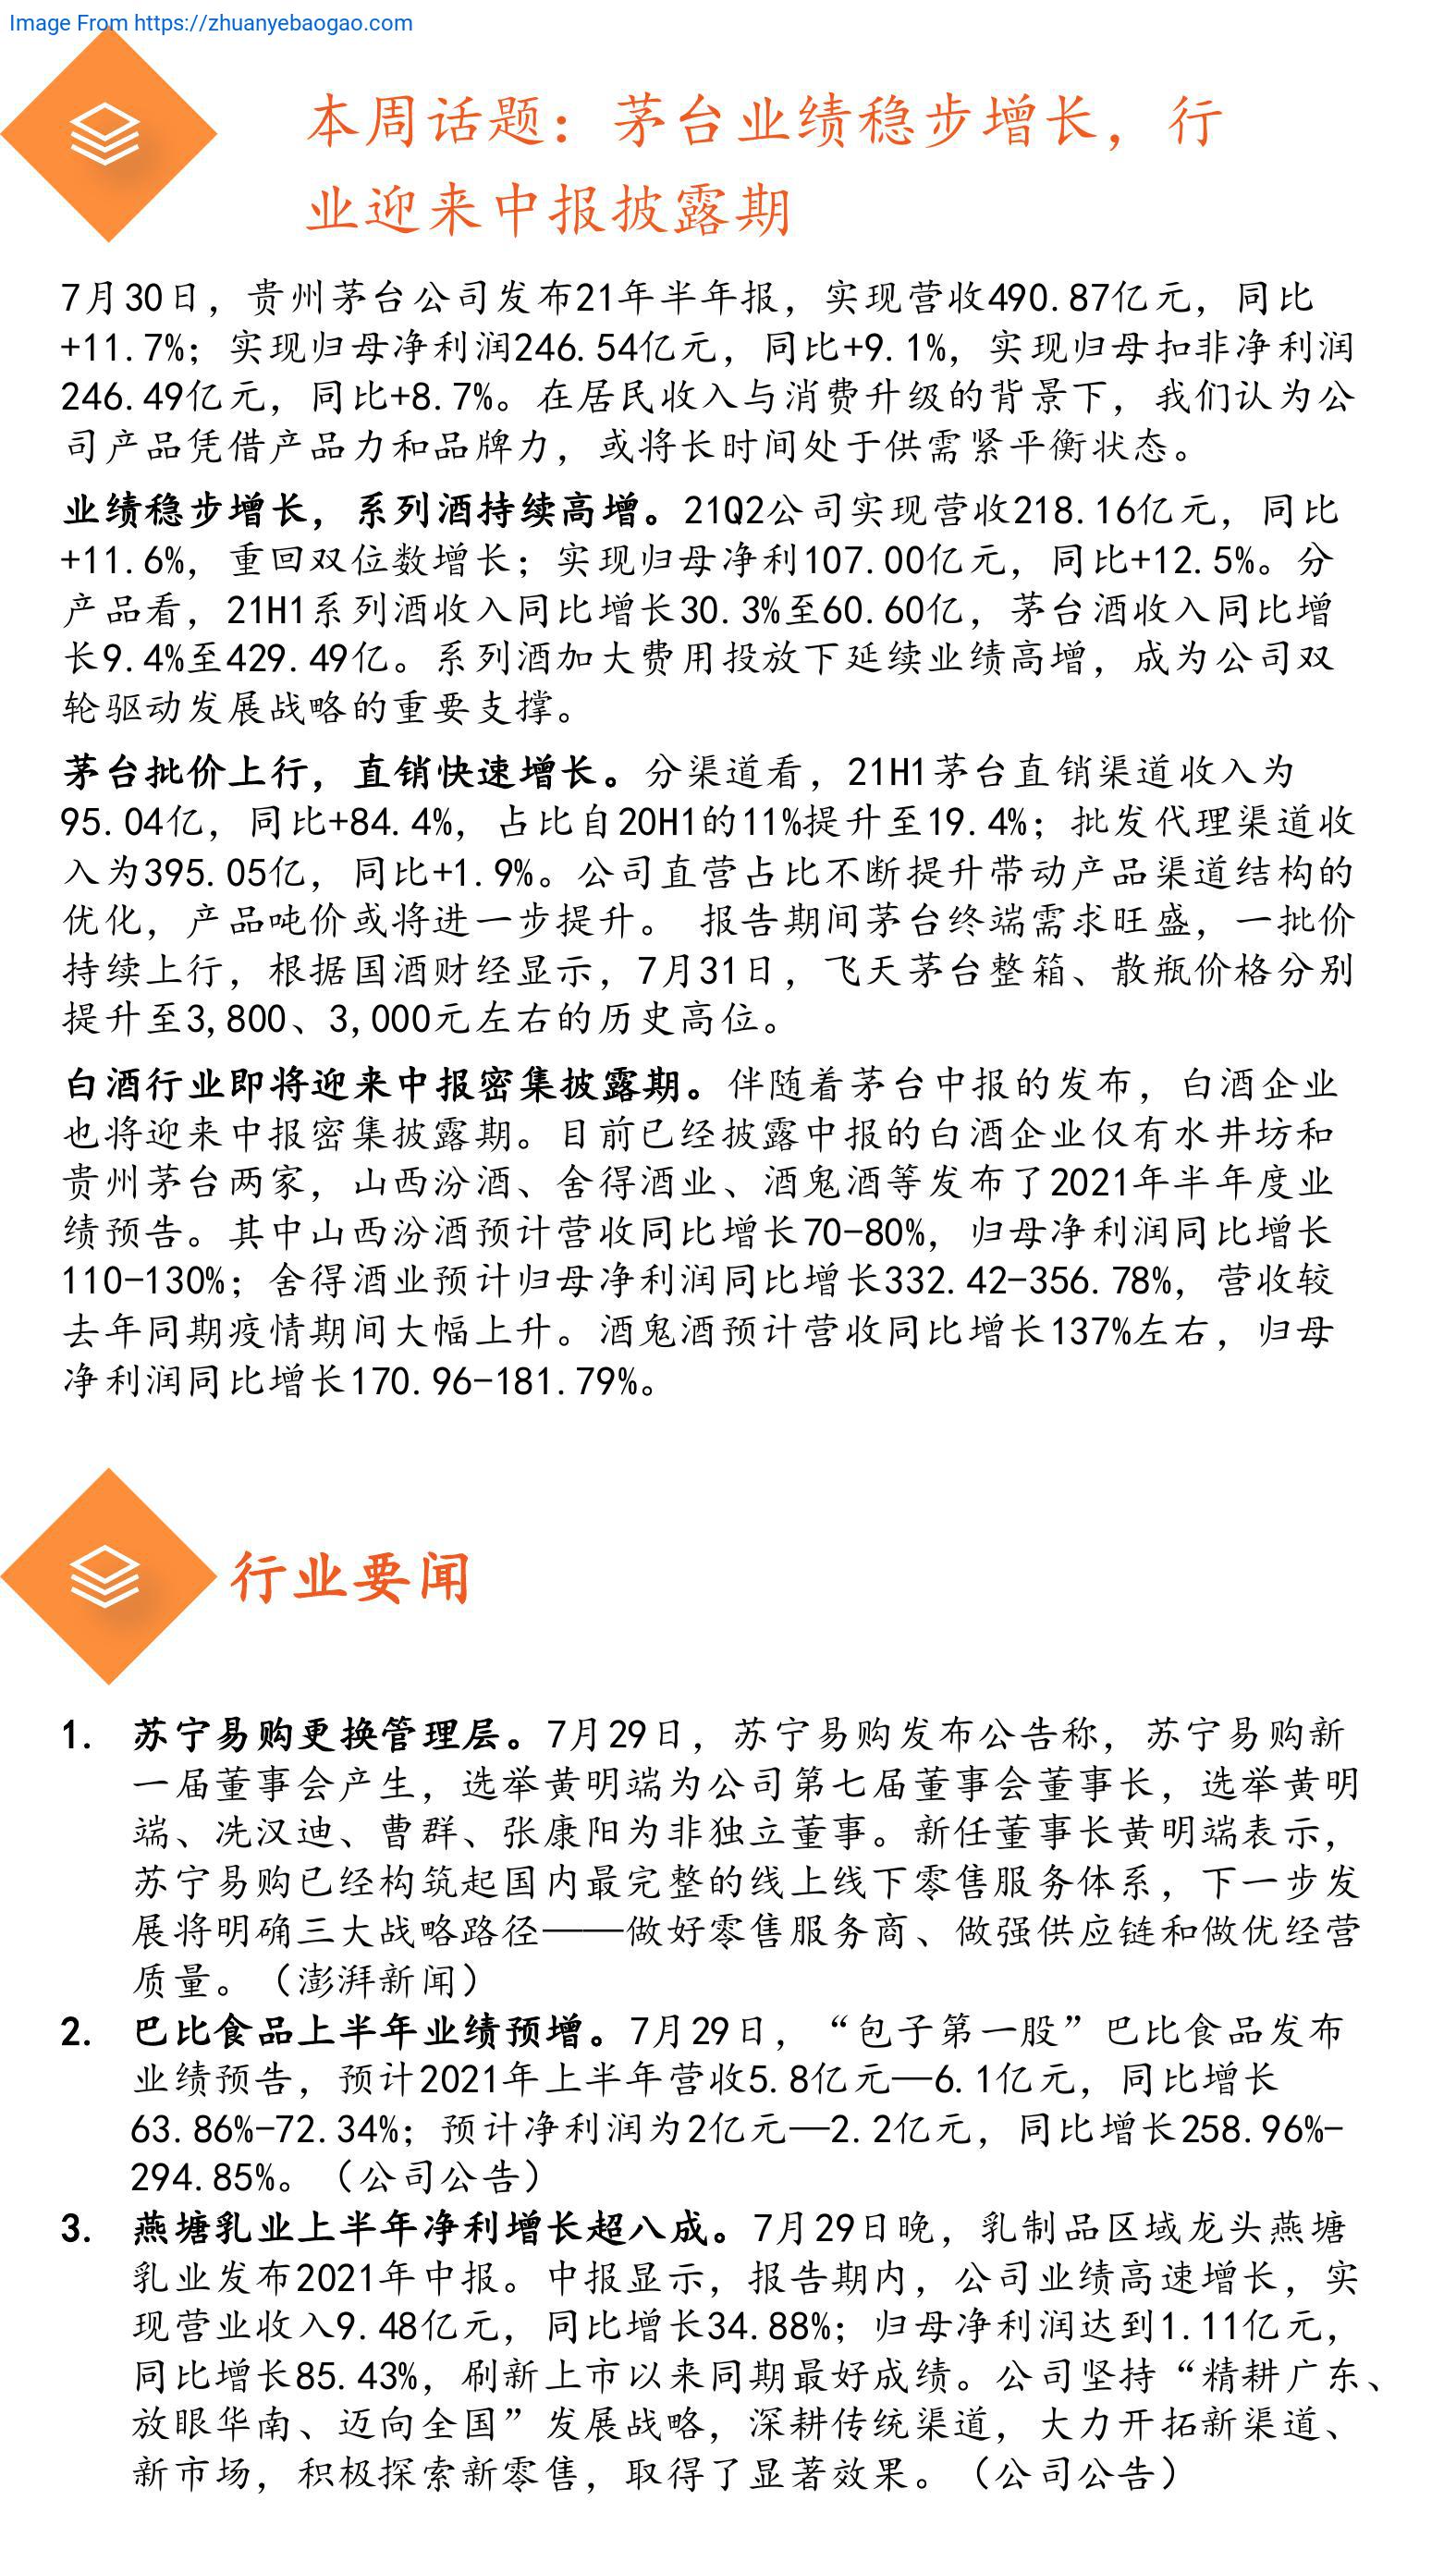 Image From https://zhuanyebaogao.com
本周话题：茅台业绩稳步增长，行
业迎来中报披露期
7月30日，贵州茅台公司发布21年半年报，实现营收490.87亿元，同比
+11.7%；实现归母净利润246.54亿元，同比+9.1%，实现归母扣非净利润
246.49亿元，同比+8.7%。在居民收入与消费升级的背景下，我们认为公
司产品凭借产品力和品牌力，或将长时间处于供需紧平衡状态。
业绩稳步增长，系列酒持续高增。21Q2公司实现营收218.16亿元，同比
+11.6%，重回双位数增长；实现归母净利107.00亿元，同比+12.5%。分
产品看，21H1系列酒收入同比增长30.3%至60.60亿，茅台酒收入同比增
长9.4%至429.49亿。系列酒加大费用投放下延续业绩高增，成为公司双
轮驱动发展战略的重要支撑。
茅台批价上行，直销快速增长。分渠道看，21H1茅台直销渠道收入为
95.04亿，同比+84.4%，占比自20H1的11%提升至19.4%；批发代理渠道收
入为395.05亿，同比+1.9%。公司直营占比不断提升带动产品渠道结构的
优化，产品吨价或将进一步提升。 报告期间茅台终端需求旺盛，一批价
持续上行，根据国酒财经显示，7月31日，飞天茅台整箱、散瓶价格分别
提升至3,800、3,000元左右的历史高位。
白酒行业即将迎来中报密集披露期。伴随着茅台中报的发布，白酒企业
也将迎来中报密集披露期。目前已经披露中报的白酒企业仅有水井坊和
贵州茅台两家，山西汾酒、舍得酒业、酒鬼酒等发布了2021年半年度业
绩预告。其中山西汾酒预计营收同比增长70-80%，归母净利润同比增长
110-130%；舍得酒业预计归母净利润同比增长332.42-356.78%，营收较
去年同期疫情期间大幅上升。酒鬼酒预计营收同比增长137%左右，归母
净利润同比增长170.96-181.79%。
行业要闻
1. 苏宁易购更换管理层。7月29日，苏宁易购发布公告称，苏宁易购新
一届董事会产生，选举黄明端为公司第七届董事会董事长，选举黄明
端、冼汉迪、曹群、张康阳为非独立董事。新任董事长黄明端表示，
苏宁易购已经构筑起国内最完整的线上线下零售服务体系，下一步发
展将明确三大战略路径——做好零售服务商、做强供应链和做优经营
质量。（澎湃新闻）
2. 巴比食品上半年业绩预增。7月29日，“包子第一股”巴比食品发布
业绩预告，预计2021年上半年营收5.8亿元—6.1亿元，同比增长
63.86%-72.34%；预计净利润为2亿元—2.2亿元，同比增长258.96%-
294.85%。（公司公告）
3. 燕塘乳业上半年净利增长超八成。7月29日晚，乳制品区域龙头燕塘
乳业发布2021年中报。中报显示，报告期内，公司业绩高速增长，实
现营业收入9.48亿元，同比增长34.88%；归母净利润达到1.11亿元，
同比增长85.43%，刷新上市以来同期最好成绩。公司坚持“精耕广东、
放眼华南、迈向全国”发展战略，深耕传统渠道，大力开拓新渠道、
新市场，积极探索新零售，取得了显著效果。（公司公告）